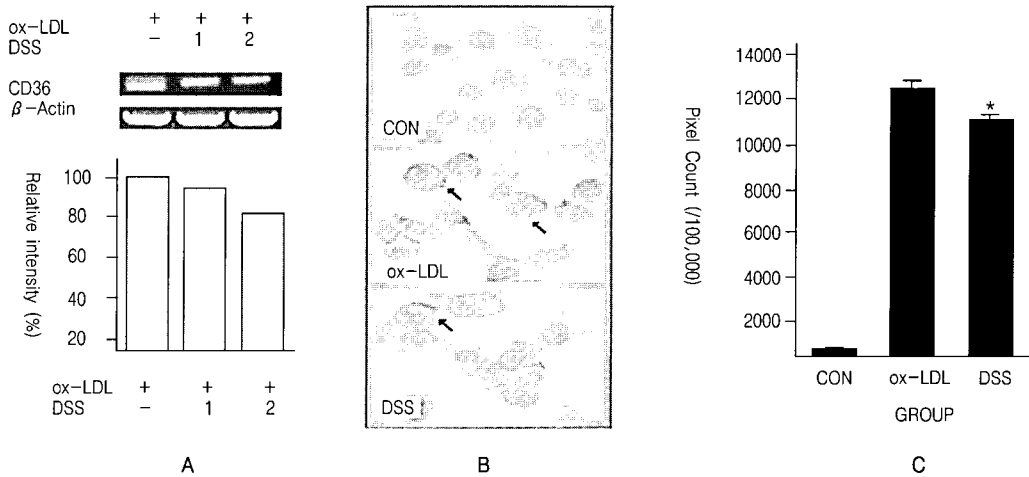 ox-LDL + + +
DSS − 1 2
CD36
β-Actin
Relative intensity (%)
100
80
60
40
20
ox-LDL + + +
DSS − 1 2
A
CON
ox-LDL
DSS
B
Pixel Count (/100,000)
14000
12000
10000
8000
6000
4000
2000
*
CON ox-LDL DSS
GROUP
C